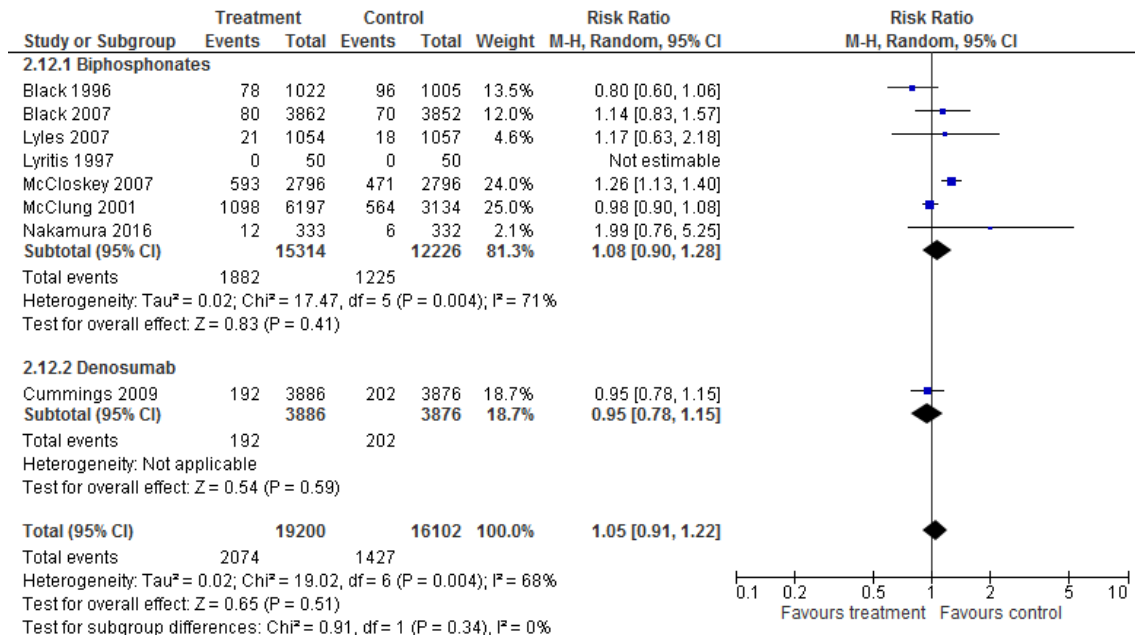 Treatment Control Risk Ratio Risk Ratio
Study or Subgroup Events Total Events Total Weight M-H, Random, 95% CI M-H, Random, 95% CI
2.12.1 Biphosphonates
Black 1996 78 1022 96 1005 13.5% 0.80 [0.60, 1.06]
Black 2007 80 3862 70 3852 12.0% 1.14 [0.83, 1.57]
Lyles 2007 21 1054 18 1057 4.6% 1.17 [0.63, 2.18]
Lyritis 1997 0 50 0 50 Not estimable
McCloskey 2007 593 2796 471 2796 24.0% 1.26 [1.13, 1.40]
McClung 2001 1098 6197 564 3134 25.0% 0.98 [0.90, 1.08]
Nakamura 2016 12 333 6 332 2.1% 1.99 [0.76, 5.25]
Subtotal (95% CI) 15314 12226 81.3% 1.08 [0.90, 1.28]
Total events 1882 1225
Heterogeneity: Tau² = 0.02; Chi² = 17.47, df = 5 (P = 0.004); I² = 71%
Test for overall effect: Z = 0.83 (P = 0.41)
2.12.2 Denosumab
Cummings 2009 192 3886 202 3876 18.7% 0.95 [0.78, 1.15]
Subtotal (95% CI) 3886 3876 18.7% 0.95 [0.78, 1.15]
Total events 192 202
Heterogeneity: Not applicable
Test for overall effect: Z = 0.54 (P = 0.59)
Total (95% CI) 19200 16102 100.0% 1.05 [0.91, 1.22]
Total events 2074 1427
Heterogeneity: Tau² = 0.02; Chi² = 19.02, df = 6 (P = 0.004); I² = 68%
Test for overall effect: Z = 0.65 (P = 0.51)
Test for subgroup differences: Chi² = 0.91, df = 1 (P = 0.34), I² = 0%
0.1 0.2 0.5 1 2 5 10
Favours treatment Favours control